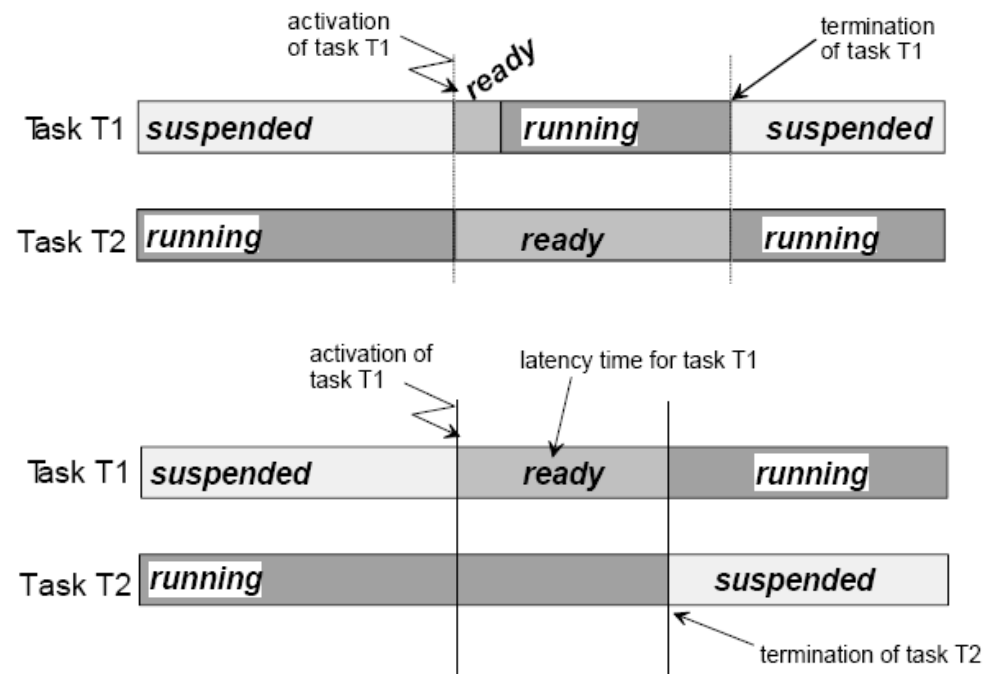 activation
of task T1
ready
termination
of task T1
Task T1
suspended
running
suspended
Task T2
running
ready
running
activation of
task T1
latency time for task T1
Task T1
suspended
ready
running
Task T2
running
suspended
termination of task T2